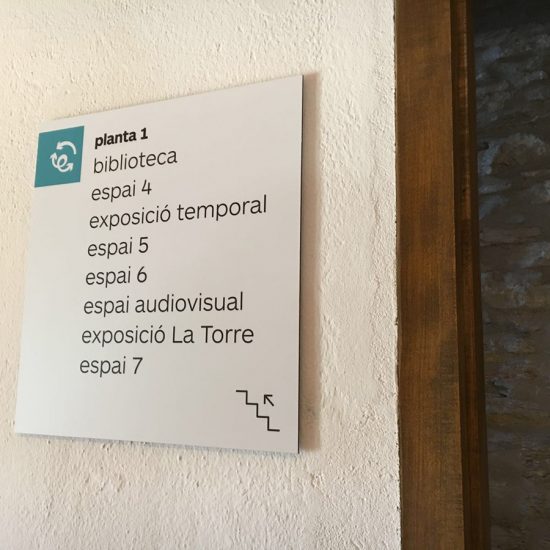 planta 1
biblioteca
espai 4
exposició temporal
espai 5
espai 6
espai audiovisual
exposició La Torre
espai 7